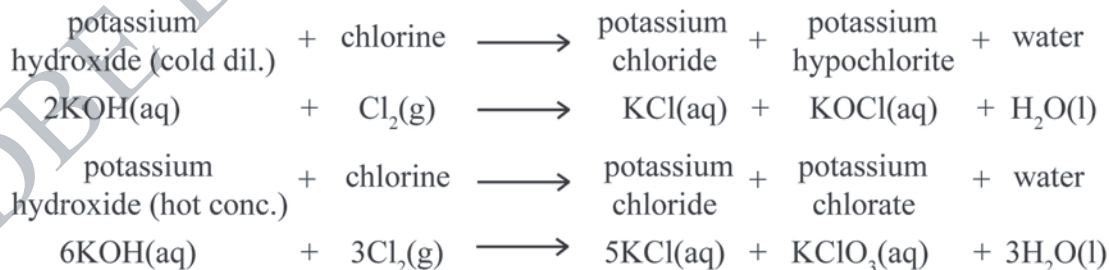 potassium hydroxide (cold dil.) + chlorine ⟶ potassium chloride + potassium hypochlorite + water
2KOH(aq) + Cl₂(g) ⟶ KCl(aq) + KOCl(aq) + H₂O(l)
potassium hydroxide (hot conc.) + chlorine ⟶ potassium chloride + potassium chlorate + water
6KOH(aq) + 3Cl₂(g) ⟶ 5KCl(aq) + KClO₃(aq) + 3H₂O(l)